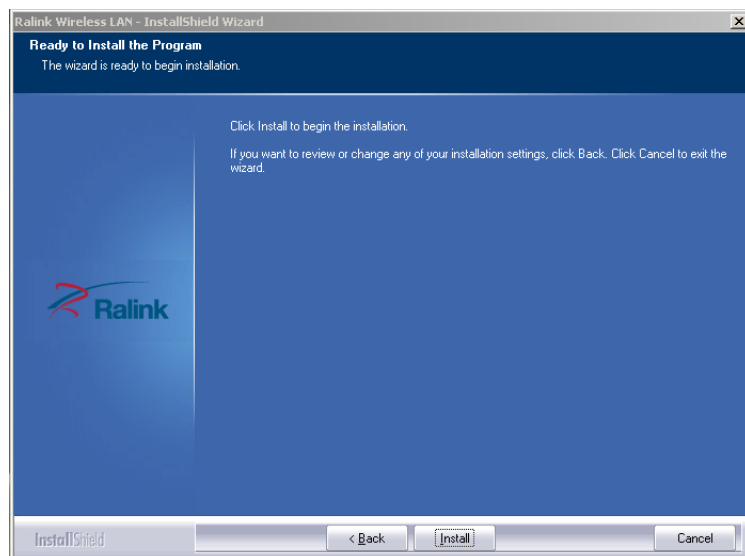 Ralink Wireless LAN - InstallShield Wizard
Ready to Install the Program
The wizard is ready to begin installation.
Click Install to begin the installation.
If you want to review or change any of your installation settings, click Back. Click Cancel to exit the
wizard.
Ralink
InstallShield
< Back
Install
Cancel